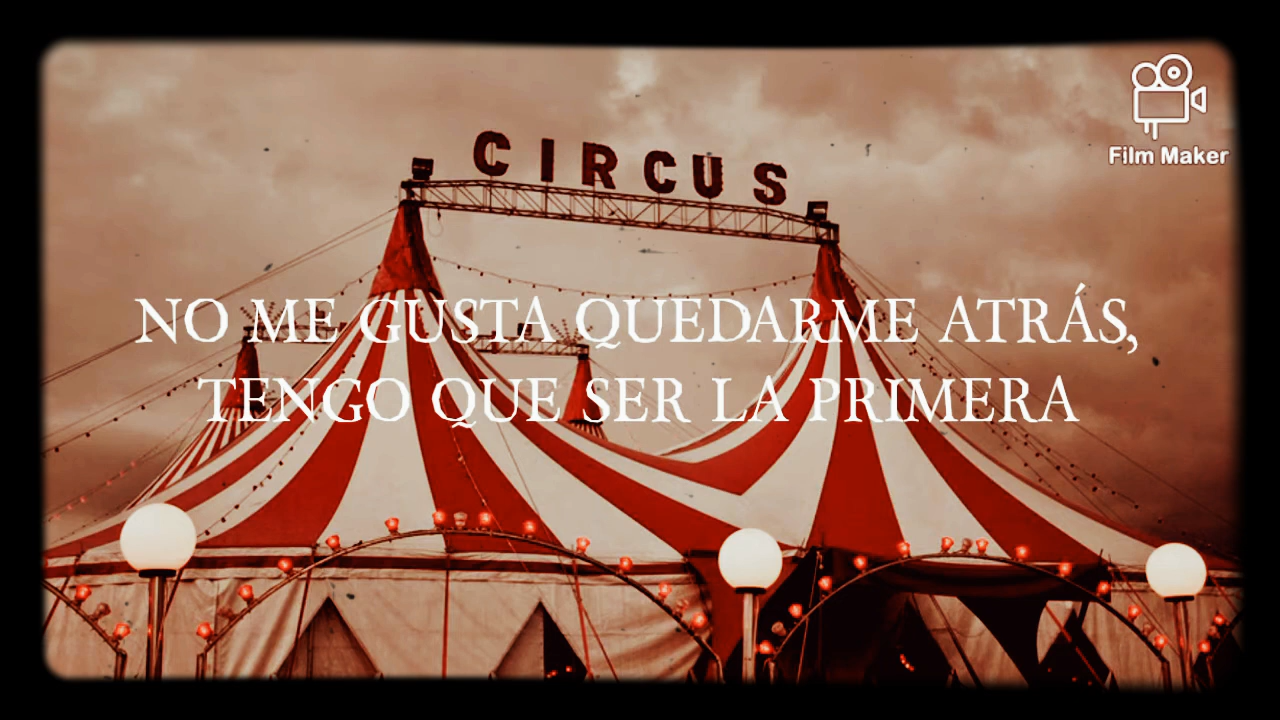 Film Maker
CIRCUS
NO ME GUSTA QUEDARME ATRÁS,
TENGO QUE SER LA PRIMERA